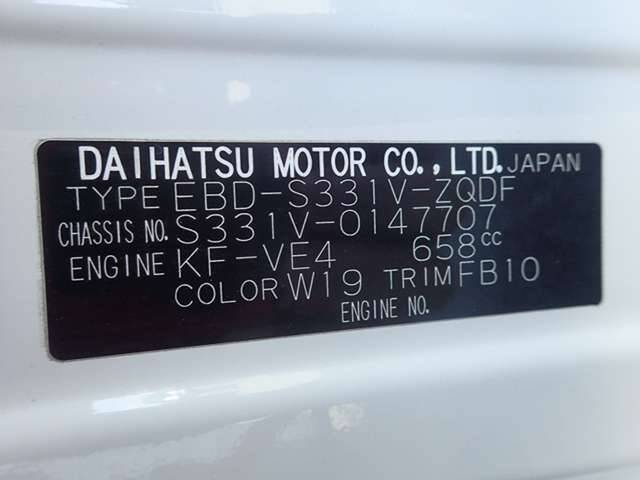 DAIHATSU MOTOR CO., LTD. JAPAN
TYPE EBD-S331V-ZQDF
CHASSIS NO. S331V-0147707
ENGINE KF-VE4 658cc
COLOR W19 TRIM FB10
ENGINE NO.